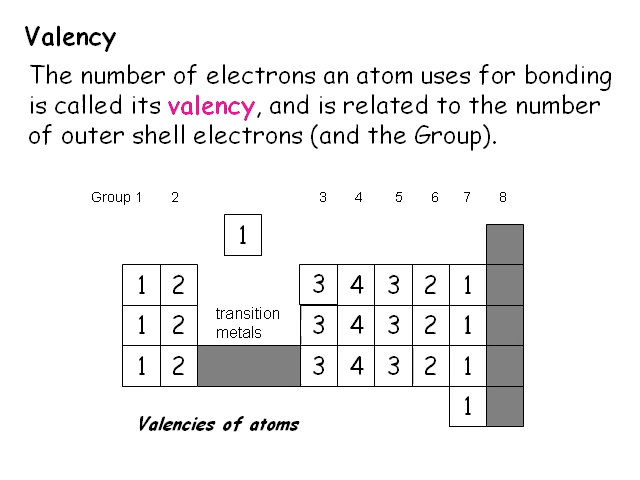 Valency
The number of electrons an atom uses for bonding
is called its valency, and is related to the number
of outer shell electrons (and the Group).
Group 1 2 3 4 5 6 7 8
1
1 2 3 4 3 2 1
transition
metals
1 2 3 4 3 2 1
1 2 3 4 3 2 1
1
Valencies of atoms